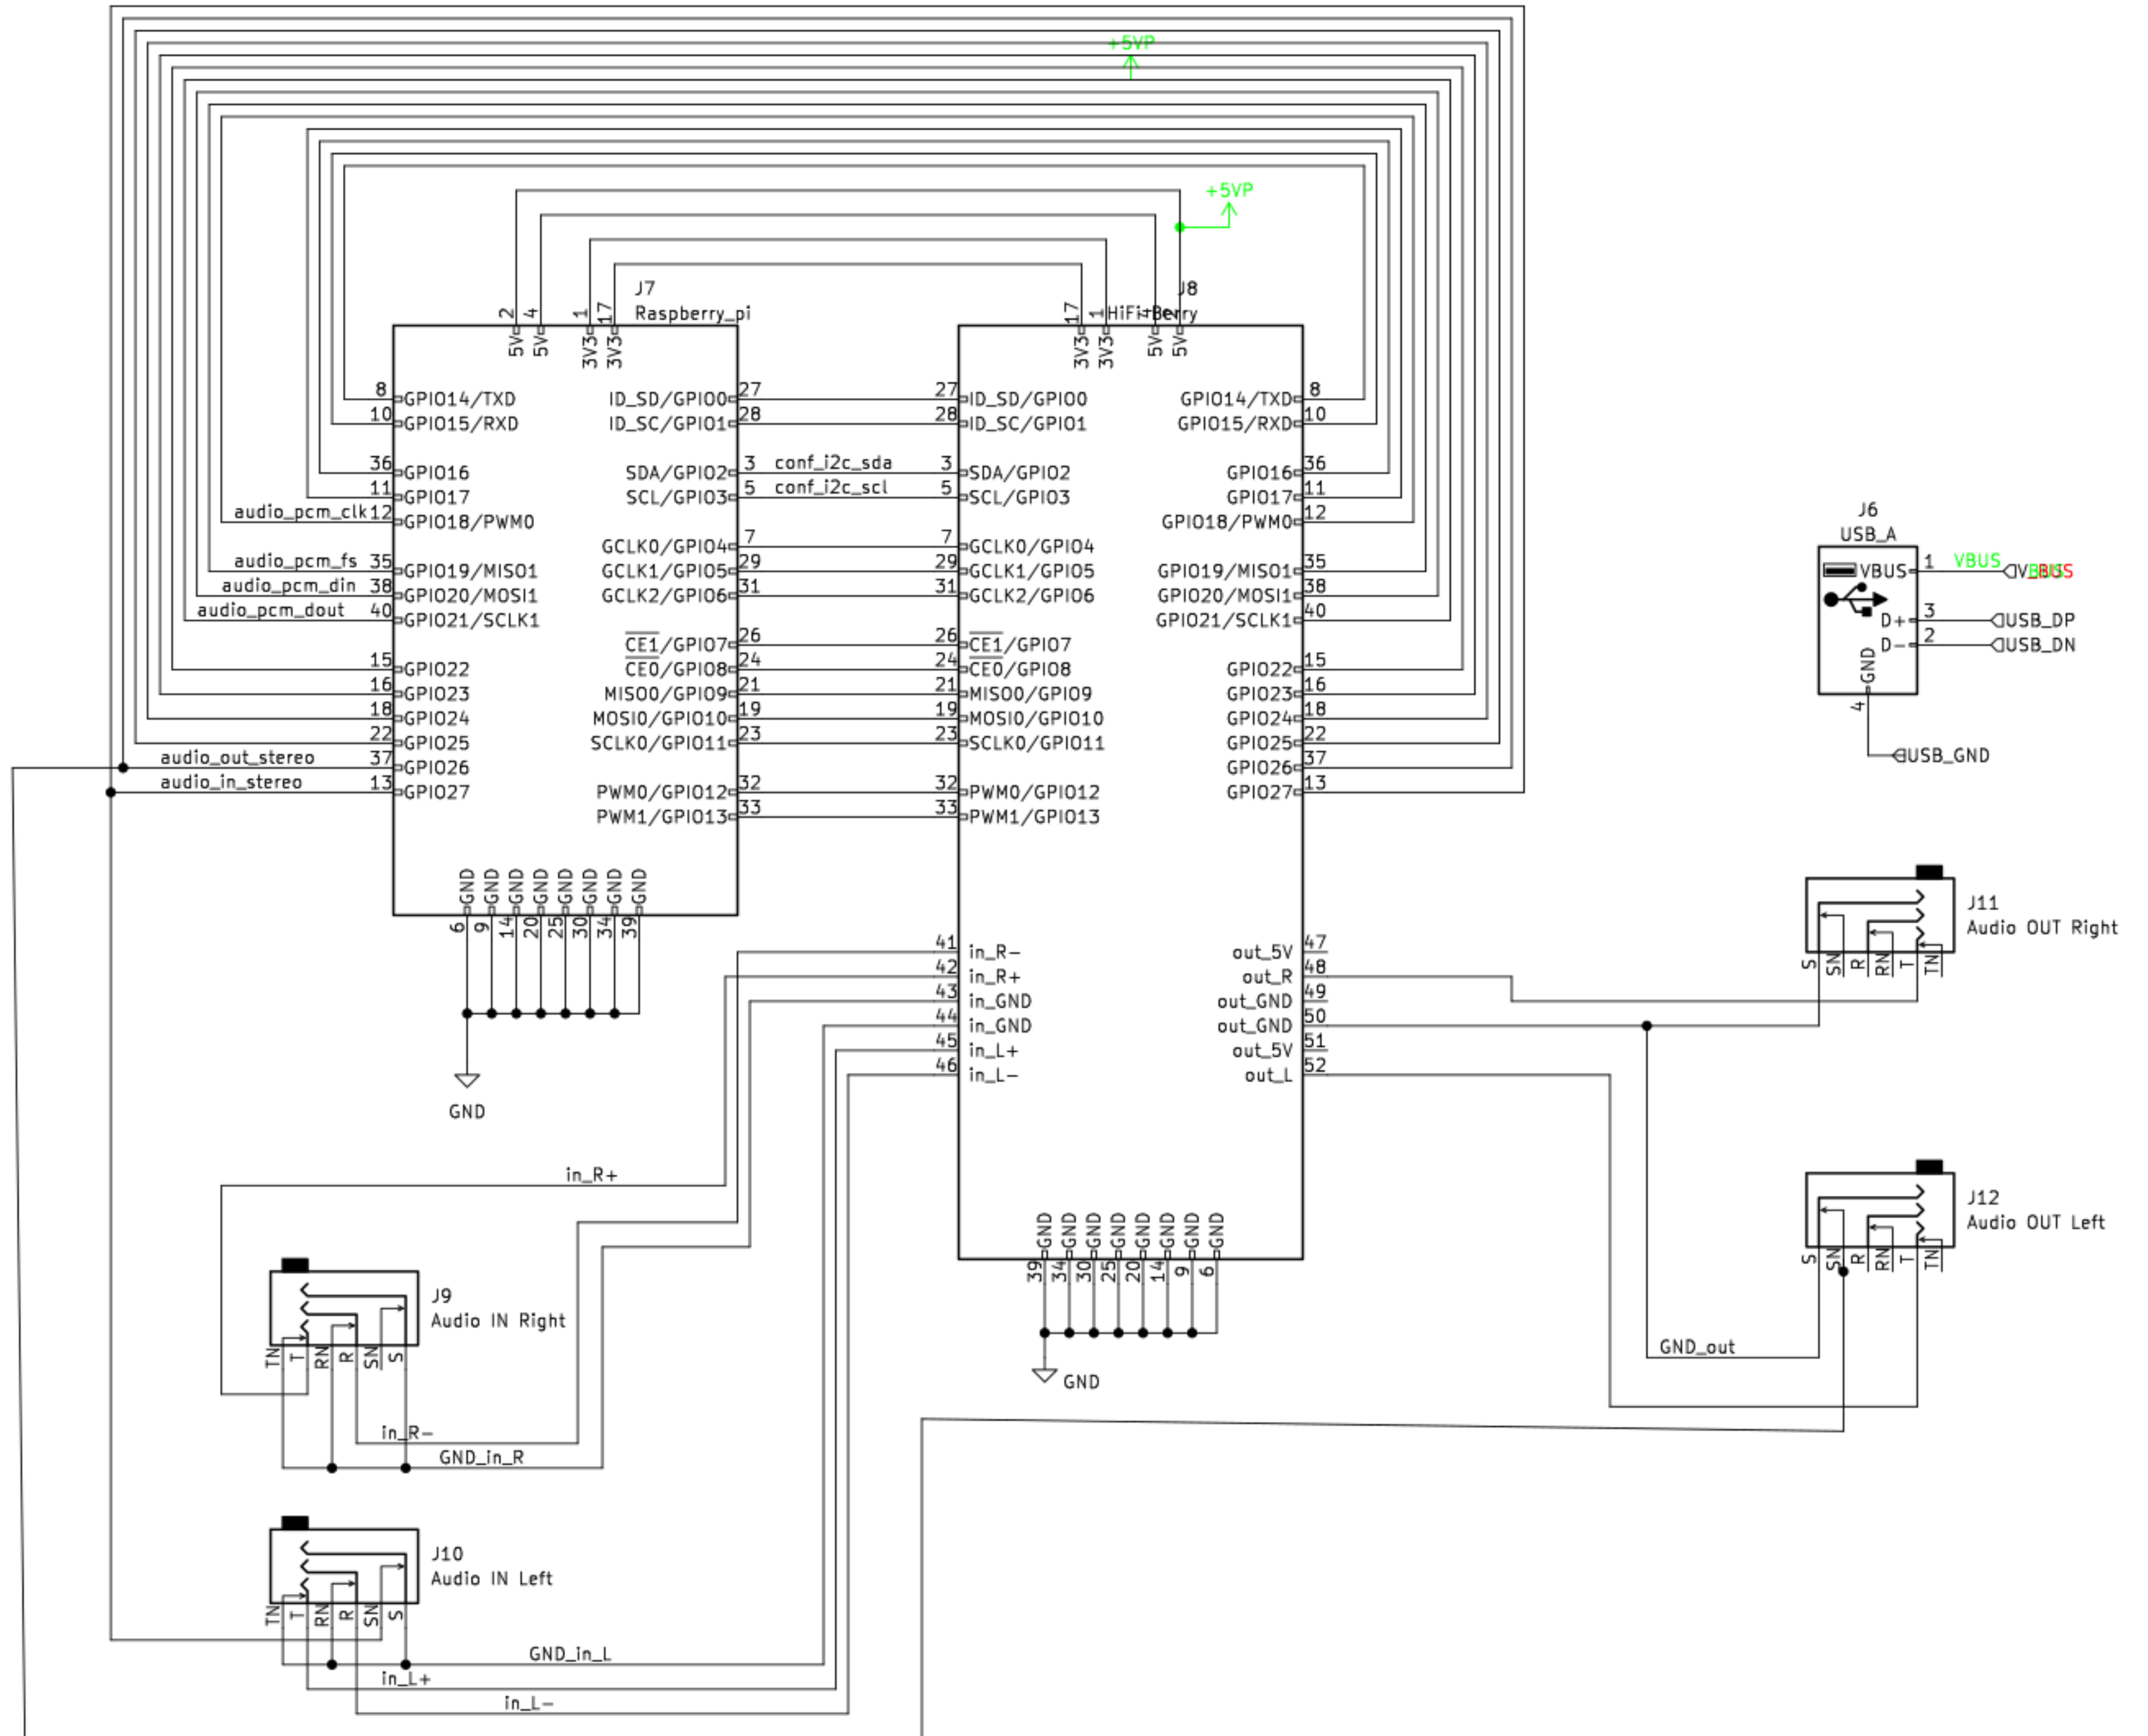 +5VP
+5VP
J7
Raspberry_pi
J8
HiFi-Berry
2 4 1 17
17 1 4 2
5V 5V 3V3 3V3
3V3 3V3 5V 5V
8 GPIO14/TXD ID_SD/GPIO0 27
27 ID_SD/GPIO0 GPIO14/TXD 8
10 GPIO15/RXD ID_SC/GPIO1 28
28 ID_SC/GPIO1 GPIO15/RXD 10
36 GPIO16 SDA/GPIO2 3 conf_i2c_sda
3 SDA/GPIO2 GPIO16 36
11 GPIO17 SCL/GPIO3 5 conf_i2c_scl
5 SCL/GPIO3 GPIO17 11
audio_pcm_clk 12 GPIO18/PWM0
GPIO18/PWM0 12
GCLK0/GPIO4 7
7 GCLK0/GPIO4
audio_pcm_fs 35 GPIO19/MISO1 GCLK1/GPIO5 29
29 GCLK1/GPIO5 GPIO19/MISO1 35
audio_pcm_din 38 GPIO20/MOSI1 GCLK2/GPIO6 31
31 GCLK2/GPIO6 GPIO20/MOSI1 38
audio_pcm_dout 40 GPIO21/SCLK1
GPIO21/SCLK1 40
CE1/GPIO7 26
26 CE1/GPIO7
15 GPIO22 CE0/GPIO8 24
24 CE0/GPIO8 GPIO22 15
16 GPIO23 MISO0/GPIO9 21
21 MISO0/GPIO9 GPIO23 16
18 GPIO24 MOSI0/GPIO10 19
19 MOSI0/GPIO10 GPIO24 18
22 GPIO25 SCLK0/GPIO11 23
23 SCLK0/GPIO11 GPIO25 22
audio_out_stereo 37 GPIO26
GPIO26 37
audio_in_stereo 13 GPIO27 PWM0/GPIO12 32
32 PWM0/GPIO12 GPIO27 13
PWM1/GPIO13 33
33 PWM1/GPIO13
GND GND GND GND GND GND GND GND
6 9 14 20 25 30 34 39
GND
J6
USB_A
VBUS 1 VBUS
D+ 3 USB_DP
D- 2 USB_DN
GND
4
USB_GND
41 in_R- out_5V 47
42 in_R+ out_R 48
43 in_GND out_GND 49
44 in_GND out_GND 50
45 in_L+ out_5V 51
46 in_L- out_L 52
J11
Audio OUT Right
S SN R RN T TN
J12
Audio OUT Left
S SN R RN T TN
GND_out
GND GND GND GND GND GND GND GND
39 34 30 25 20 14 9 6
GND
in_R+
J9
Audio IN Right
TN T RN R SN S
in_R-
GND_in_R
J10
Audio IN Left
TN T RN R SN S
GND_in_L
in_L+
in_L-